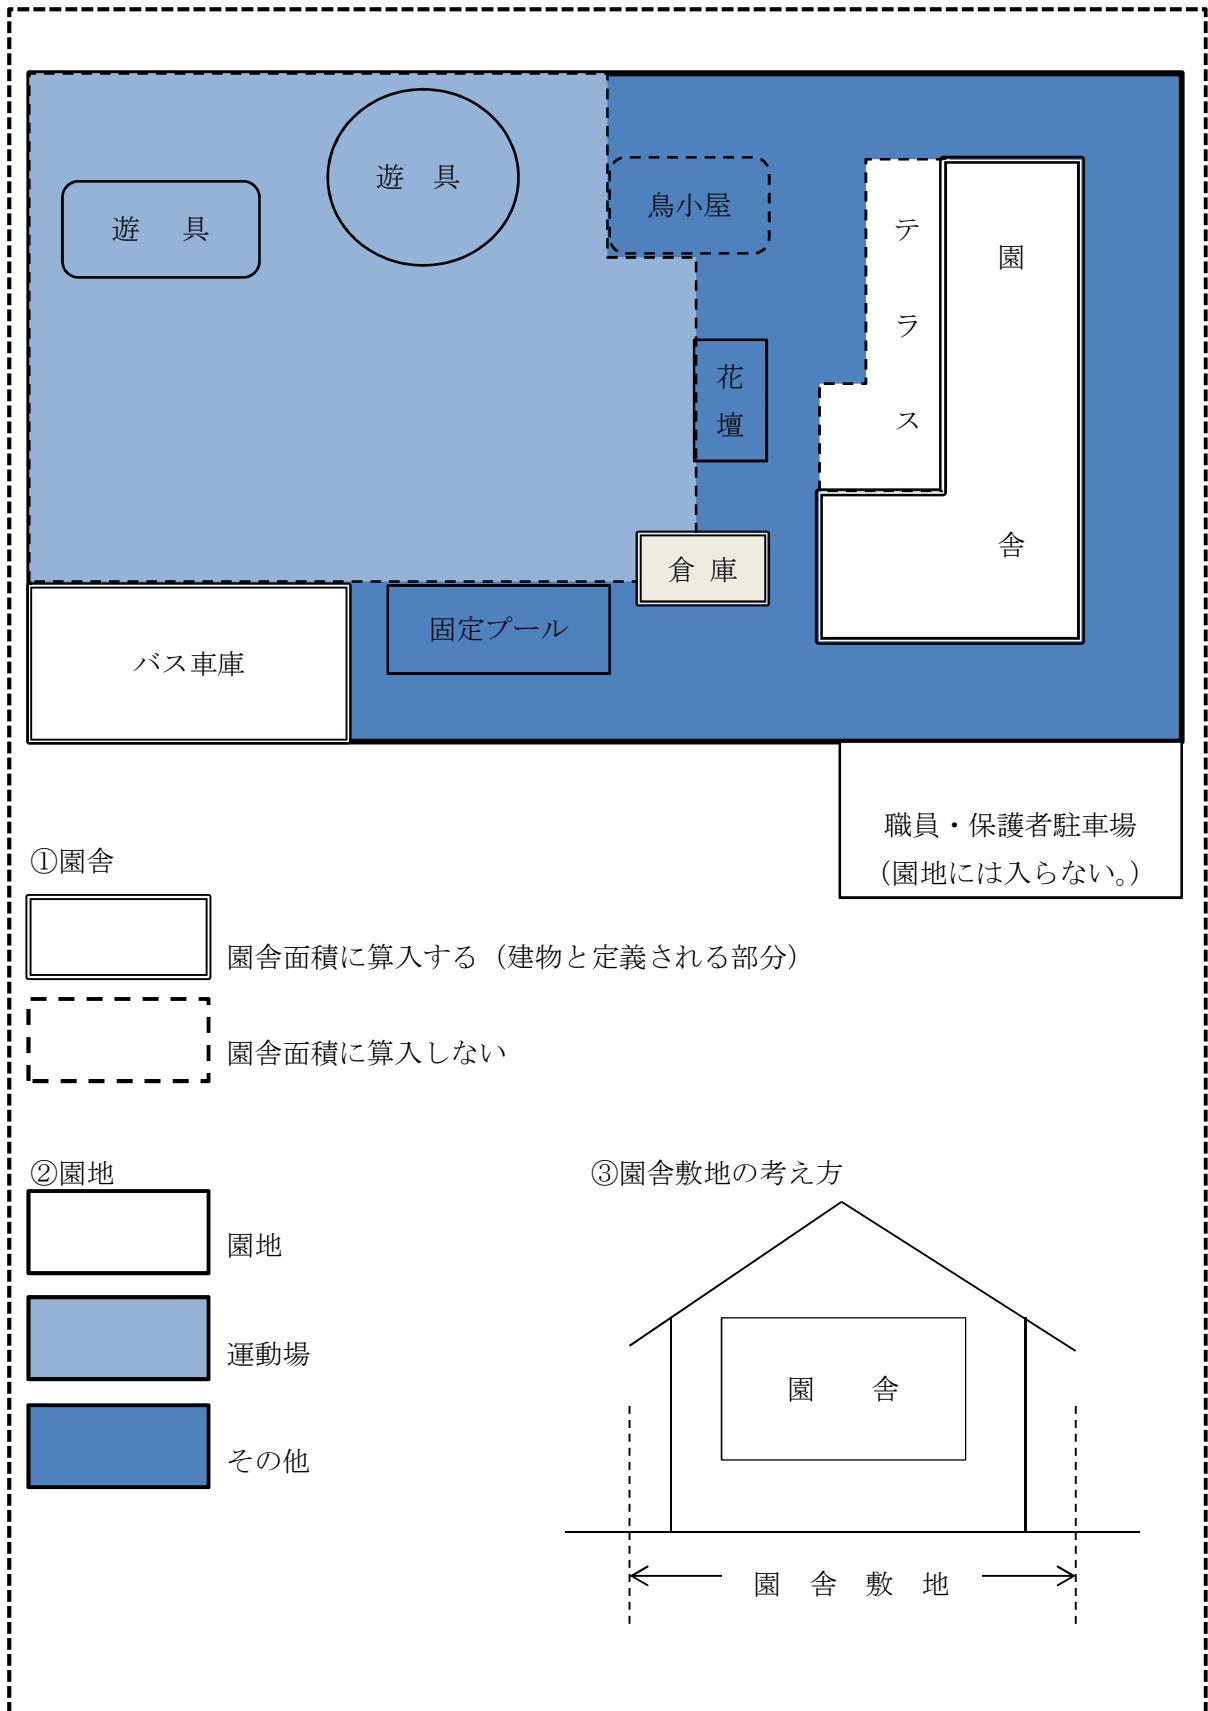 遊　具
遊　具
鳥小屋
テラス
園舎
花壇
倉 庫
固定プール
バス車庫
職員・保護者駐車場
（園地には入らない。）
①園舎
園舎面積に算入する（建物と定義される部分）
園舎面積に算入しない
②園地
園地
運動場
その他
③園舎敷地の考え方
園　舎
園　舎　敷　地